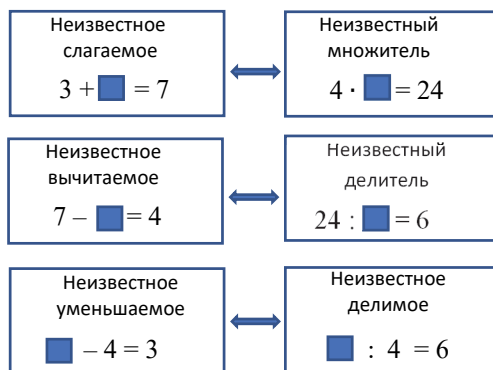 Неизвестное
слагаемое
3 + = 7
Неизвестный
множитель
4 · = 24
Неизвестное
вычитаемое
7 – = 4
Неизвестный
делитель
24 : = 6
Неизвестное
уменьшаемое
– 4 = 3
Неизвестное
делимое
: 4 = 6